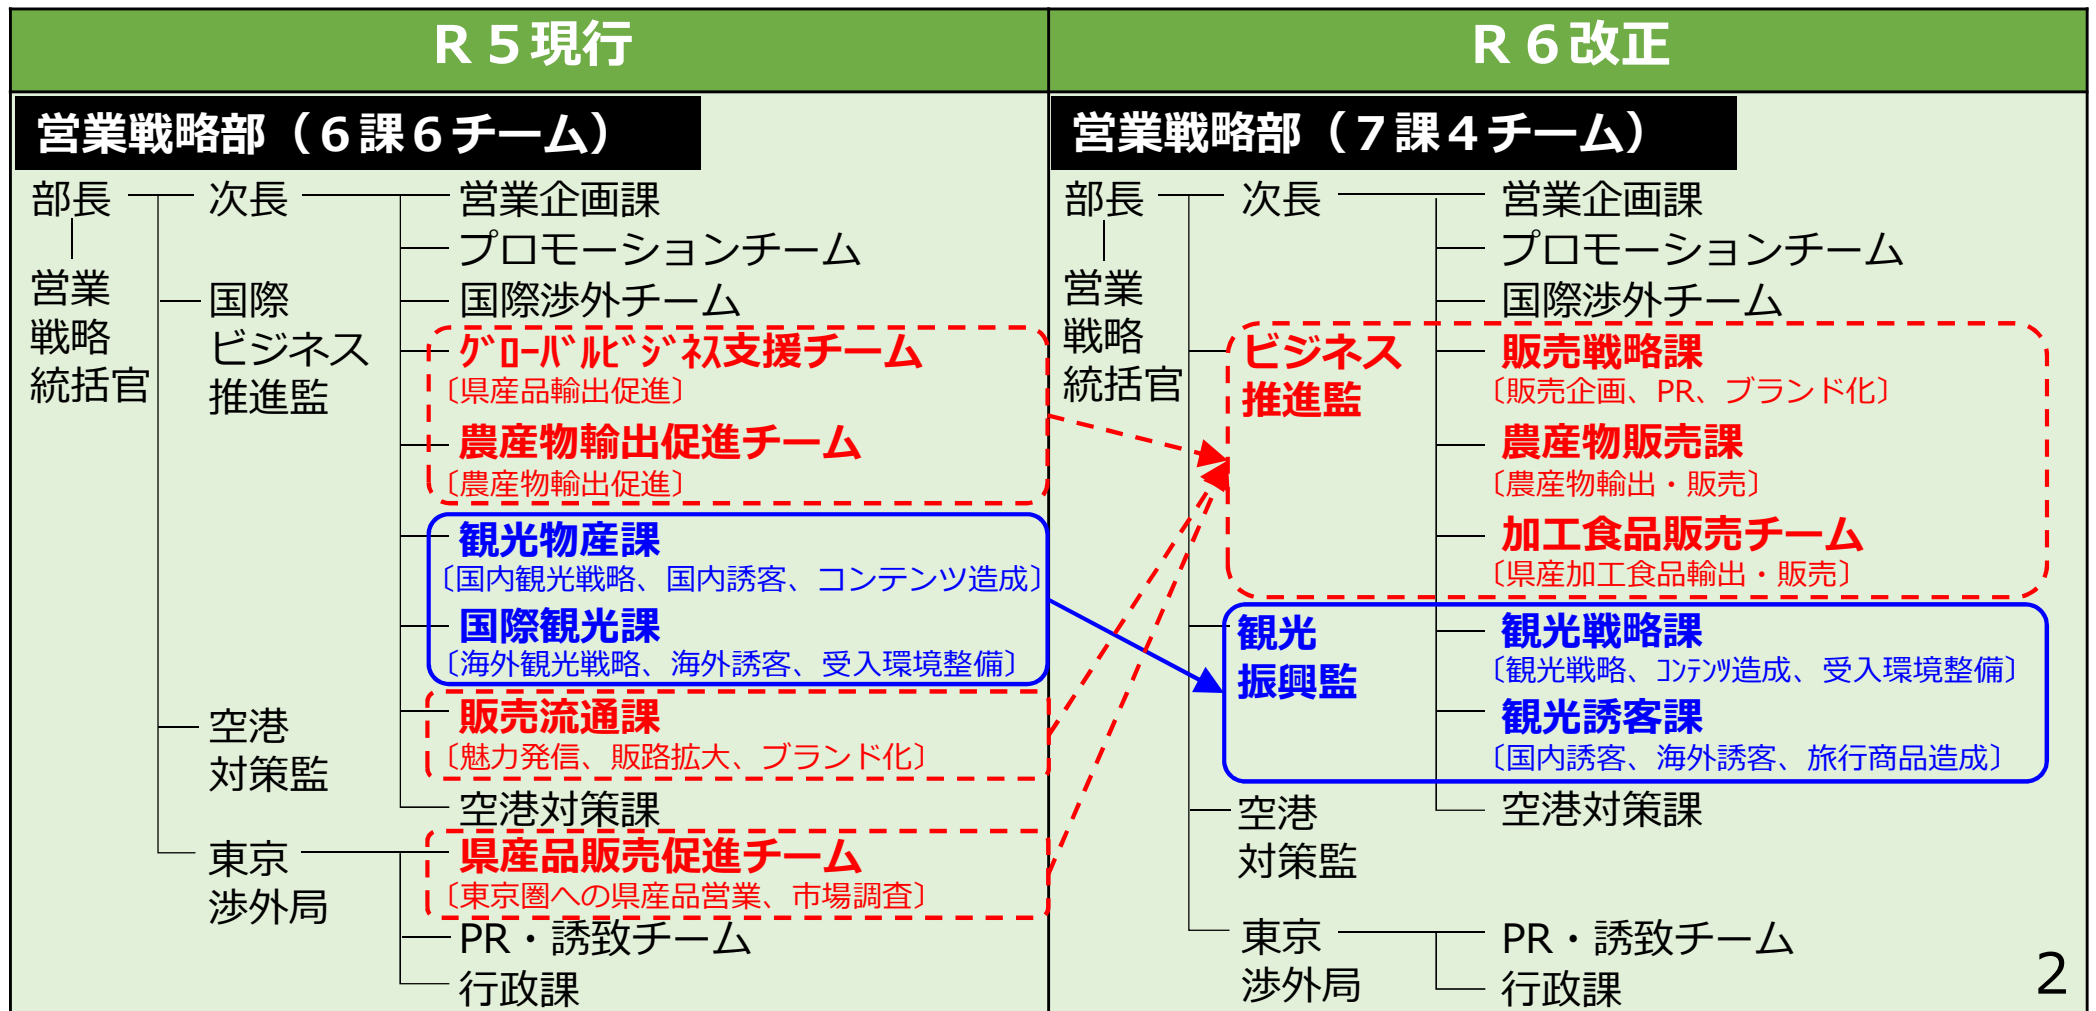 R５現行
営業戦略部（６課６チーム）
部長
次長
営業企画課
プロモーションチーム
営業
戦略
統括官
国際
ビジネス
推進監
国際渉外チーム
ｸﾞﾛｰﾊﾞﾙﾋﾞｼﾞﾈｽ支援チーム
〔県産品輸出促進〕
農産物輸出促進チーム
〔農産物輸出促進〕
観光物産課
〔国内観光戦略、国内誘客、コンテンツ造成〕
国際観光課
〔海外観光戦略、海外誘客、受入環境整備〕
空港
対策監
販売流通課
〔魅力発信、販路拡大、ブランド化〕
空港対策課
東京
渉外局
県産品販売促進チーム
〔東京圏への県産品営業、市場調査〕
PR・誘致チーム
行政課
R６改正
営業戦略部（７課４チーム）
部長
次長
営業企画課
プロモーションチーム
営業
戦略
統括官
国際渉外チーム
ビジネス
推進監
販売戦略課
〔販売企画、PR、ブランド化〕
農産物販売課
〔農産物輸出・販売〕
加工食品販売チーム
〔県産加工食品輸出・販売〕
観光
振興監
観光戦略課
〔観光戦略、ｺﾝﾃﾝﾂ造成、受入環境整備〕
観光誘客課
〔国内誘客、海外誘客、旅行商品造成〕
空港
対策監
空港対策課
東京
渉外局
PR・誘致チーム
行政課
2